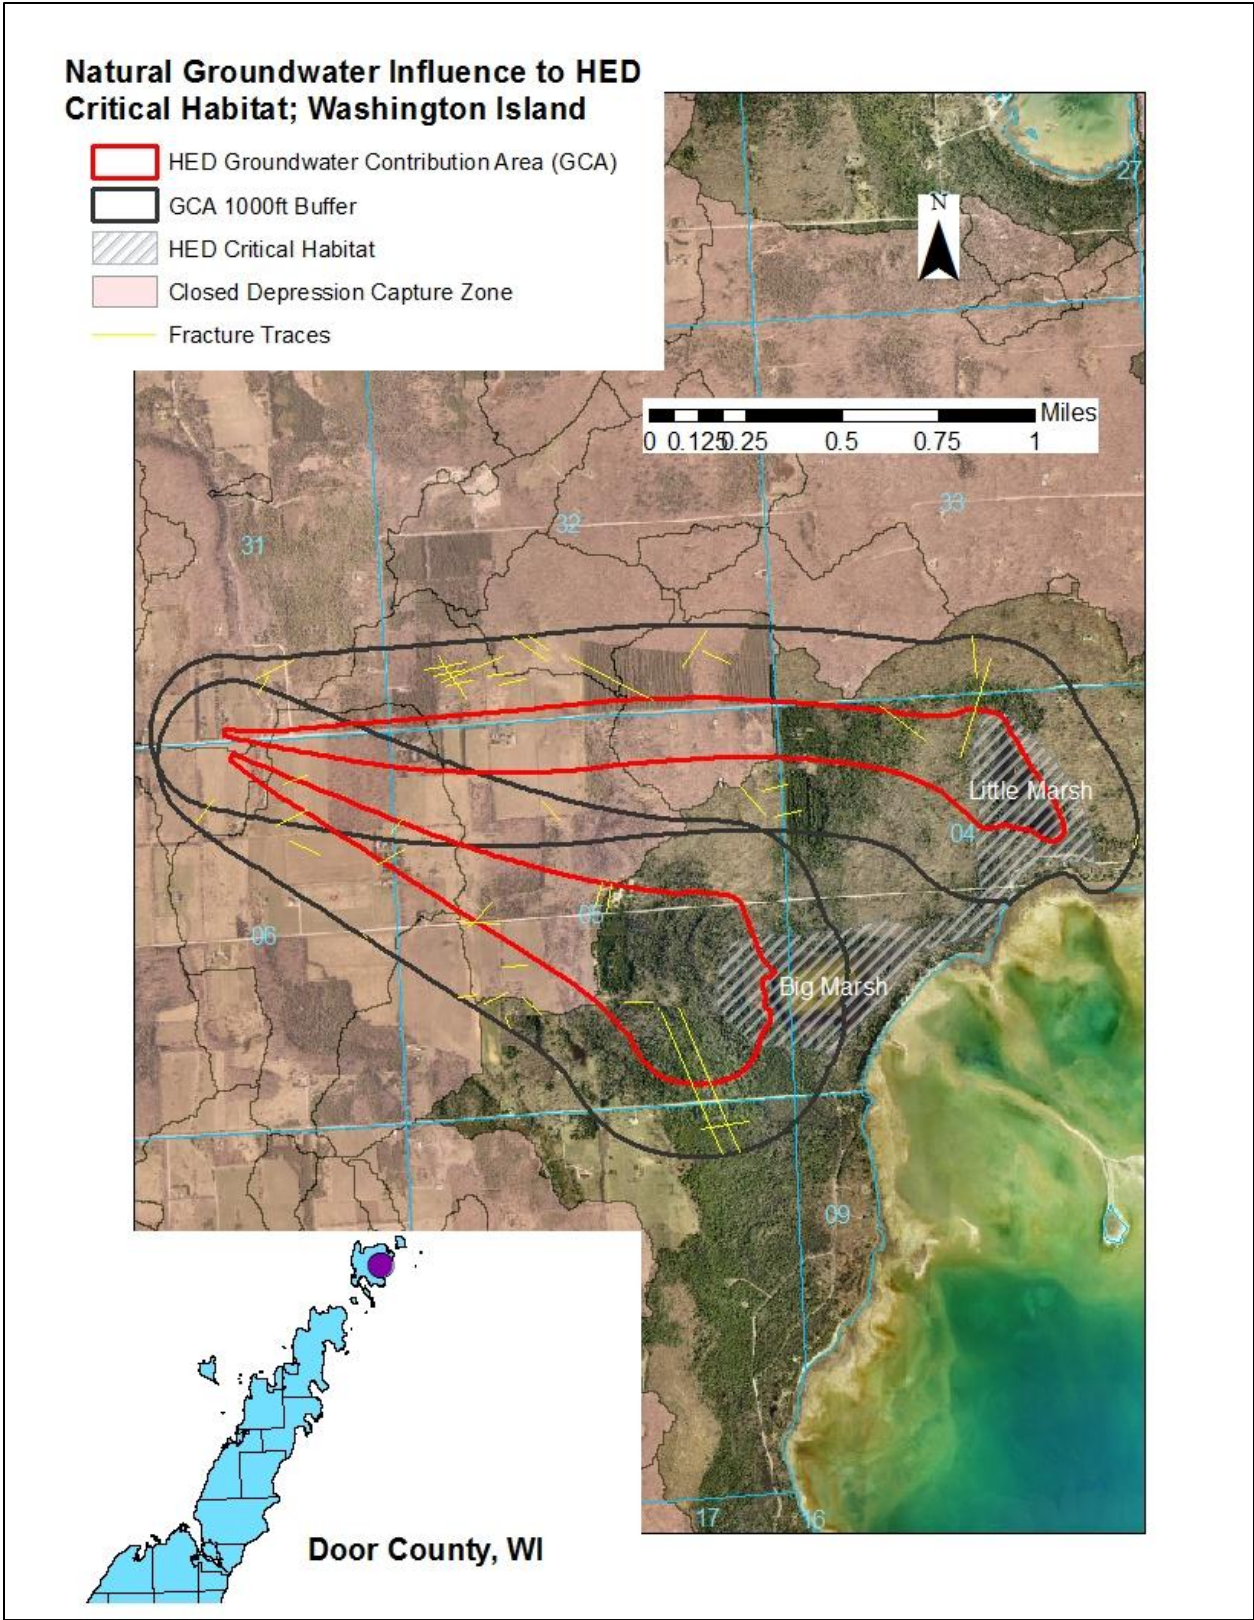 Natural Groundwater Influence to HED
Critical Habitat; Washington Island
HED Groundwater Contribution Area (GCA)
GCA 1000ft Buffer
HED Critical Habitat
Closed Depression Capture Zone
Fracture Traces
27
N
Miles
0 0.125 0.25 0.5 0.75 1
33
32
31
Little Marsh
04
05
06
Big Marsh
09
17
16
Door County, WI